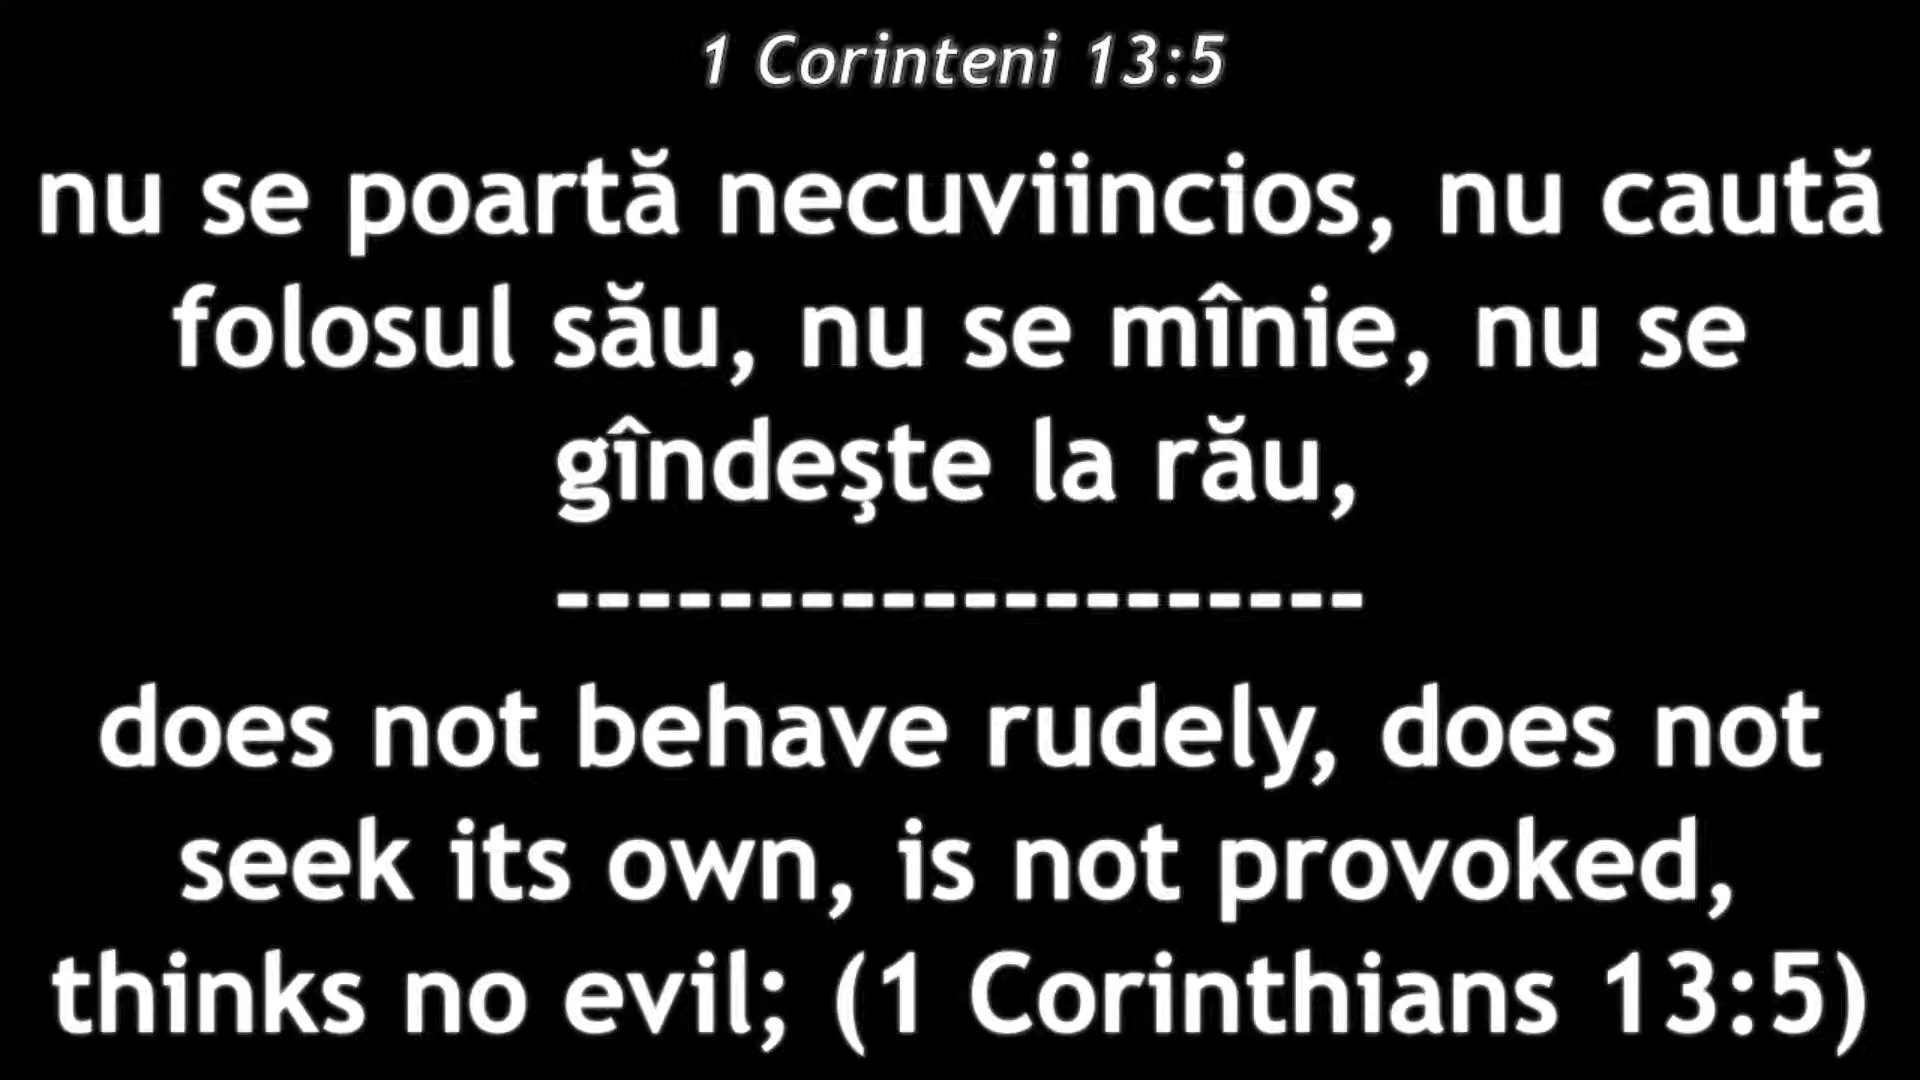 1 Corinteni 13:5
nu se poartă necuviincios, nu caută
folosul său, nu se mînie, nu se
gîndeşte la rău,
--------------------
does not behave rudely, does not
seek its own, is not provoked,
thinks no evil; (1 Corinthians 13:5)